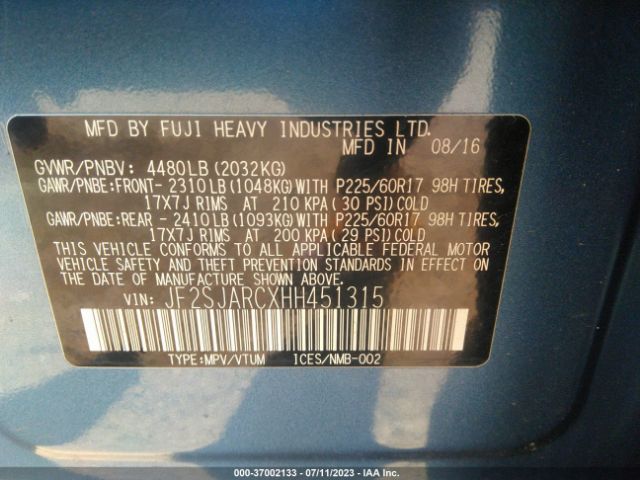 MFD BY FUJI HEAVY INDUSTRIES LTD.
MFD IN 08/16
GVWR/PNBV: 4480LB (2032KG)
GAWR/PNBE:FRONT- 2310LB (1048KG) WITH P225/60R17 98H TIRES,
17X7J RIMS AT 210 KPA (30 PSI) COLD
GAWR/PNBE:REAR - 2410LB (1093KG) WITH P225/60R17 98H TIRES,
17X7J RIMS AT 200 KPA (29 PSI) COLD
THIS VEHICLE CONFORMS TO ALL APPLICABLE FEDERAL MOTOR
VEHICLE SAFETY, BUMPER, AND THEFT PREVENTION
STANDARDS IN EFFECT ON
THE DATE OF MANUFACTURE SHOWN ABOVE.
VIN: JF2SJARCXHH451315
TYPE:MPV/VTUM ICES/NMB-002
000-37002133 - 07/11/2023 - IAA Inc.